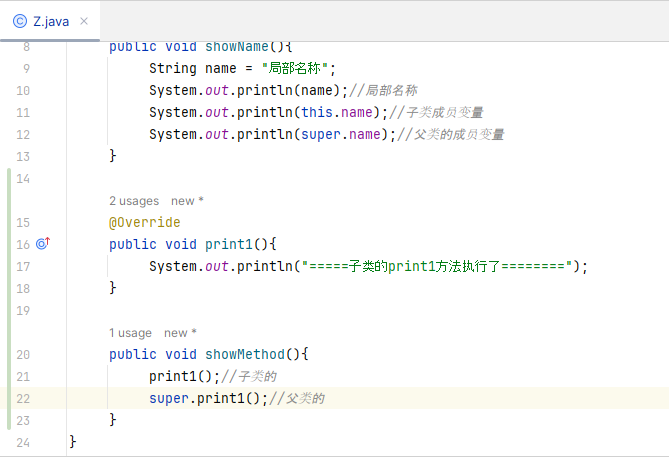 Z.java
8 public void showName(){
9 String name = "局部名称";
10 System.out.println(name);//局部名称
11 System.out.println(this.name);//子类成员变量
12 System.out.println(super.name);//父类的成员变量
13 }
14
2 usages new *
15 @Override
16 public void print1(){
17 System.out.println("=====子类的print1方法执行了========");
18 }
19
1 usage new *
20 public void showMethod(){
21 print1();//子类的
22 super.print1();//父类的
23 }
24 }